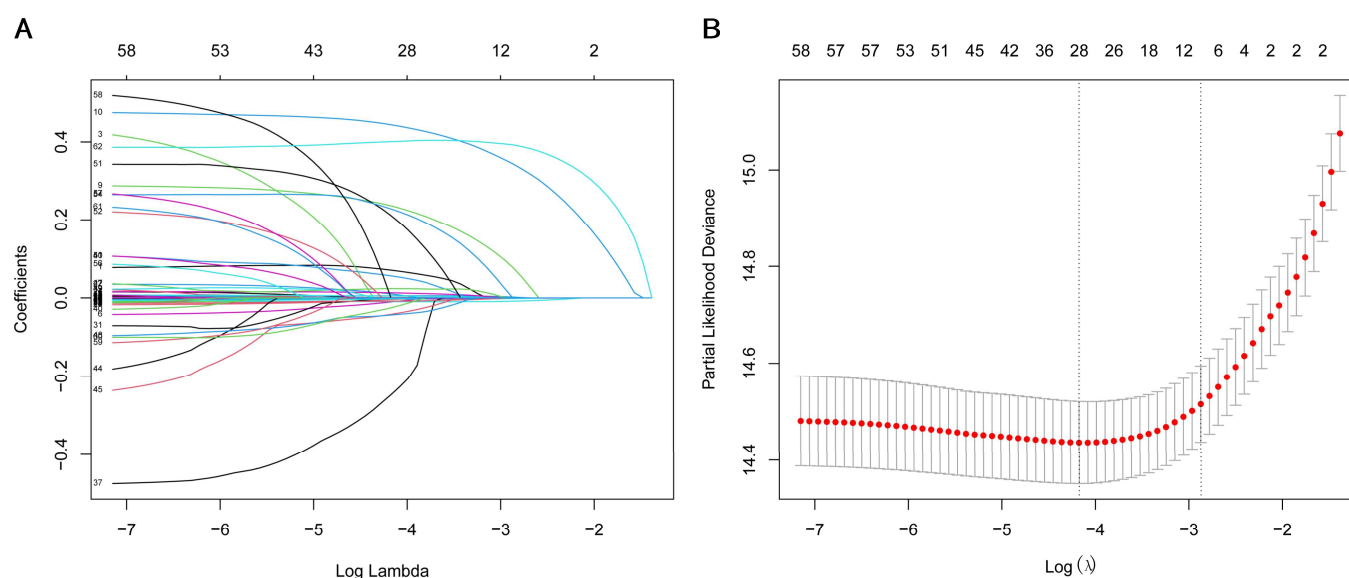 A
58 53 43 28 12 2
Coefficients
0.4
0.2
0.0
−0.2
−0.4
58
10
3
62
51
9
61
52
1
6
31
59
44
45
37
−7 −6 −5 −4 −3 −2
Log Lambda
B
58 57 57 53 51 45 42 36 28 26 18 12 6 4 2 2 2
Partial Likelihood Deviance
15.0
14.8
14.6
14.4
−7 −6 −5 −4 −3 −2
Log (λ)